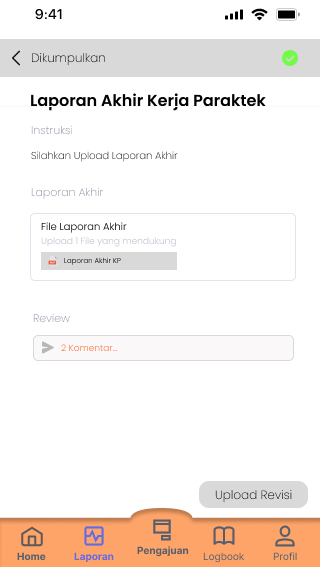 9:41
Dikumpulkan
Laporan Akhir Kerja Paraktek
Instruksi
Silahkan Upload Laporan Akhir
Laporan Akhir
File Laporan Akhir
Upload 1 File yang mendukung
Laporan Akhir KP
Review
2 Komentar...
Upload Revisi
Home
Laporan
Pengajuan
Logbook
Profil